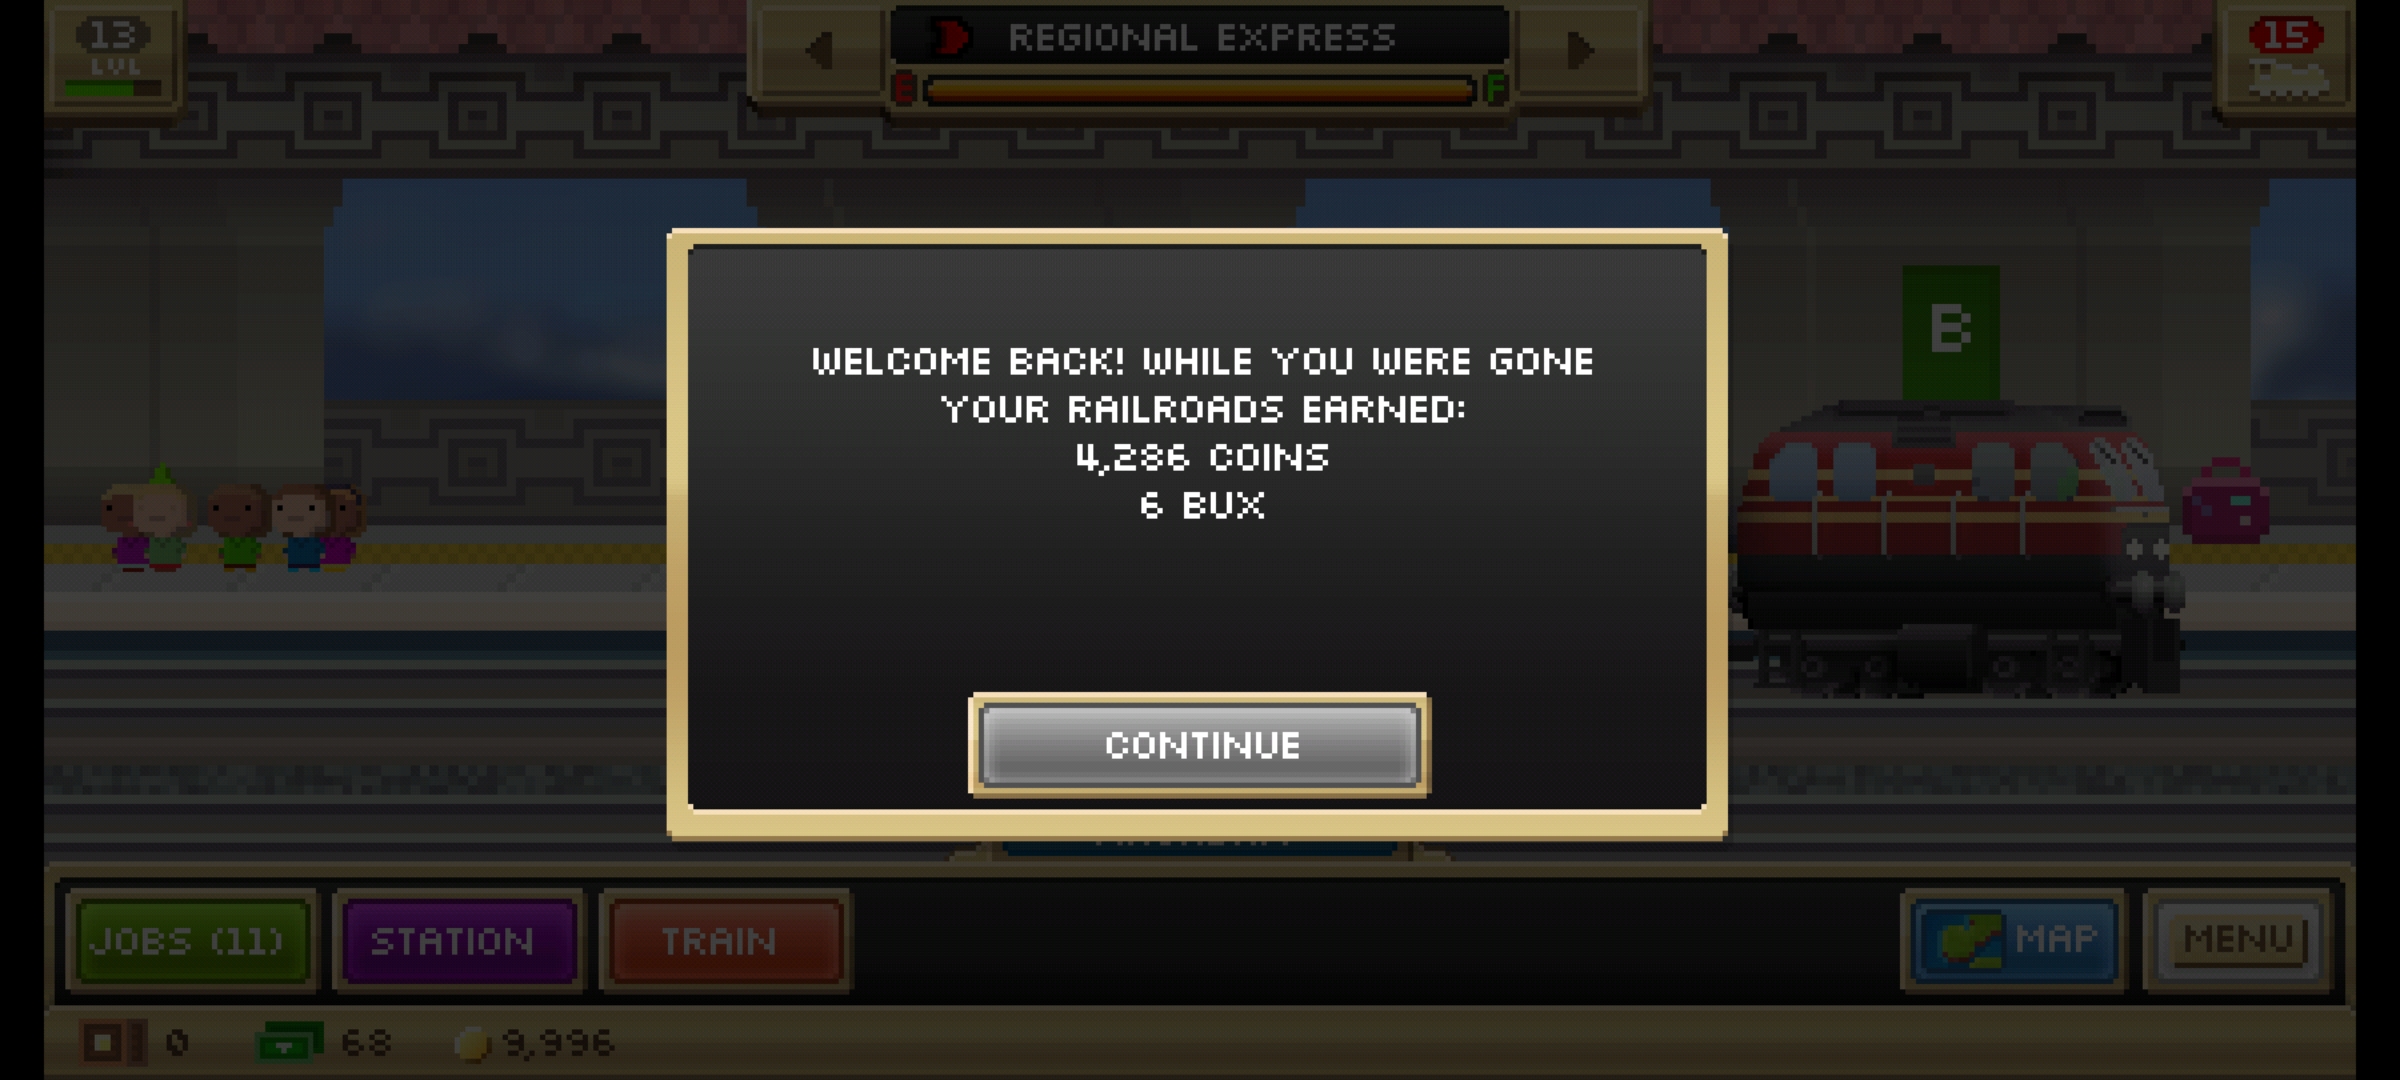 13
LVL
REGIONAL EXPRESS
15
E
F
B
WELCOME BACK! WHILE YOU WERE GONE
YOUR RAILROADS EARNED:
4,286 COINS
6 BUX
CONTINUE
JOBS (11)
STATION
TRAIN
MAP
MENU
0
68
9,996